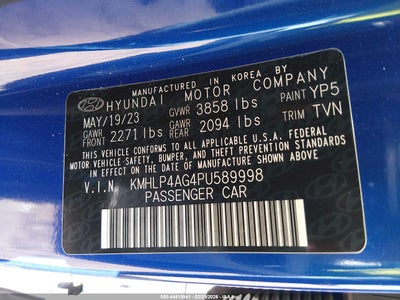 MANUFACTURED IN KOREA BY
HYUNDAI MOTOR COMPANY
MAY/19/23 GVWR 3858 lbs PAINT YP5
GAWR FRONT 2271 lbs GAWR REAR 2094 lbs TRIM TVN
THIS VEHICLE CONFORMS TO ALL APPLICABLE U.S.A. FEDERAL
MOTOR VEHICLE SAFETY, BUMPER, AND THEFT PREVENTION STANDARDS
IN EFFECT ON THE DATE OF MANUFACTURE SHOWN ABOVE.
V.I.N. KMHLP4AG4PU589998
PASSENGER CAR